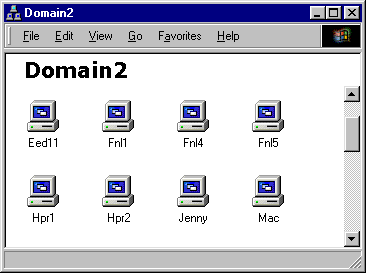 Domain2
File Edit View Go Favorites Help
Domain2
Eed11 Fnl1 Fnl4 Fnl5
Hpr1 Hpr2 Jenny Mac